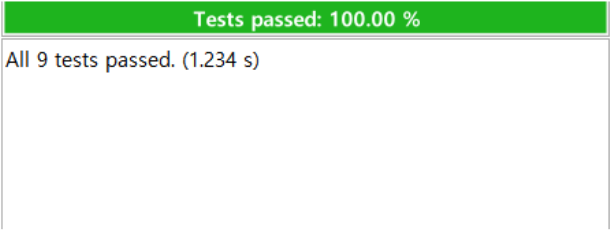 Tests passed: 100.00 %
All 9 tests passed. (1.234 s)